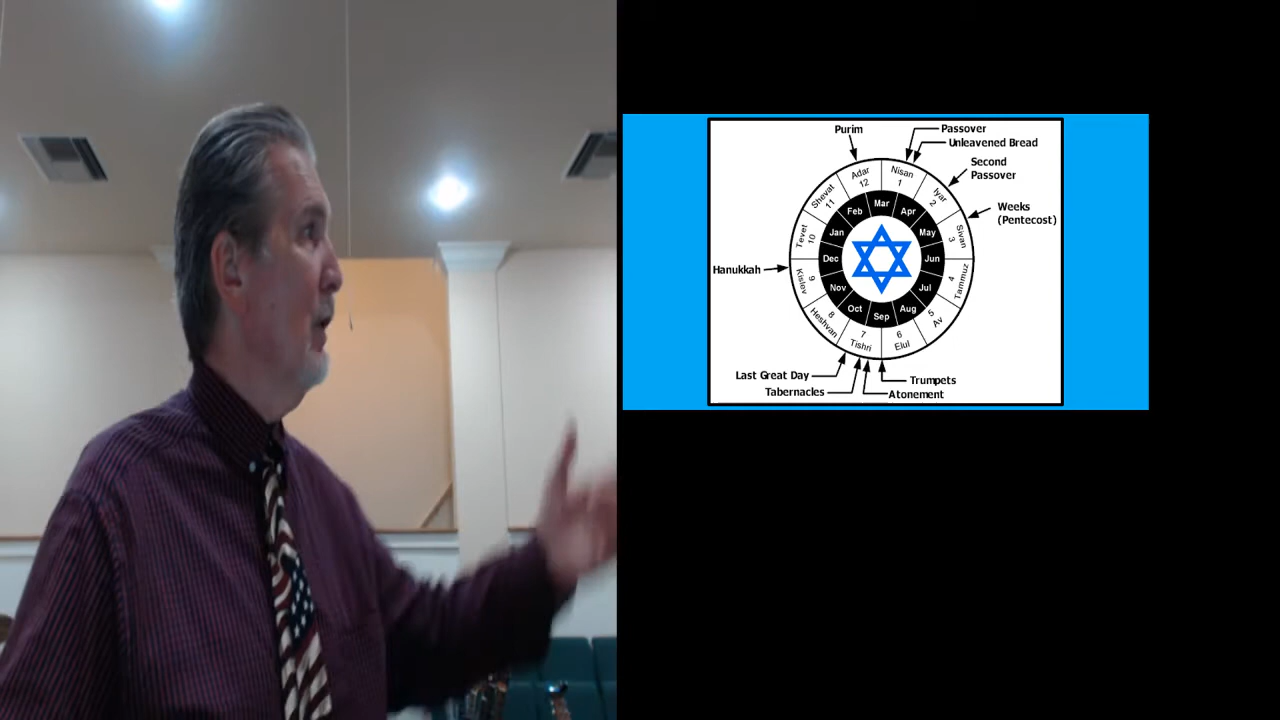 Purim
Passover
Unleavened Bread
Second
Passover
Weeks
(Pentecost)
Hanukkah
Last Great Day
Tabernacles
Trumpets
Atonement
Nisan
1
Iyar
2
Sivan
3
Tammuz
4
Av
5
Elul
6
Tishri
7
Heshvan
8
Kislev
9
Tevet
10
Shevat
11
Adar
12
Mar
Apr
May
Jun
Jul
Aug
Sep
Oct
Nov
Dec
Jan
Feb